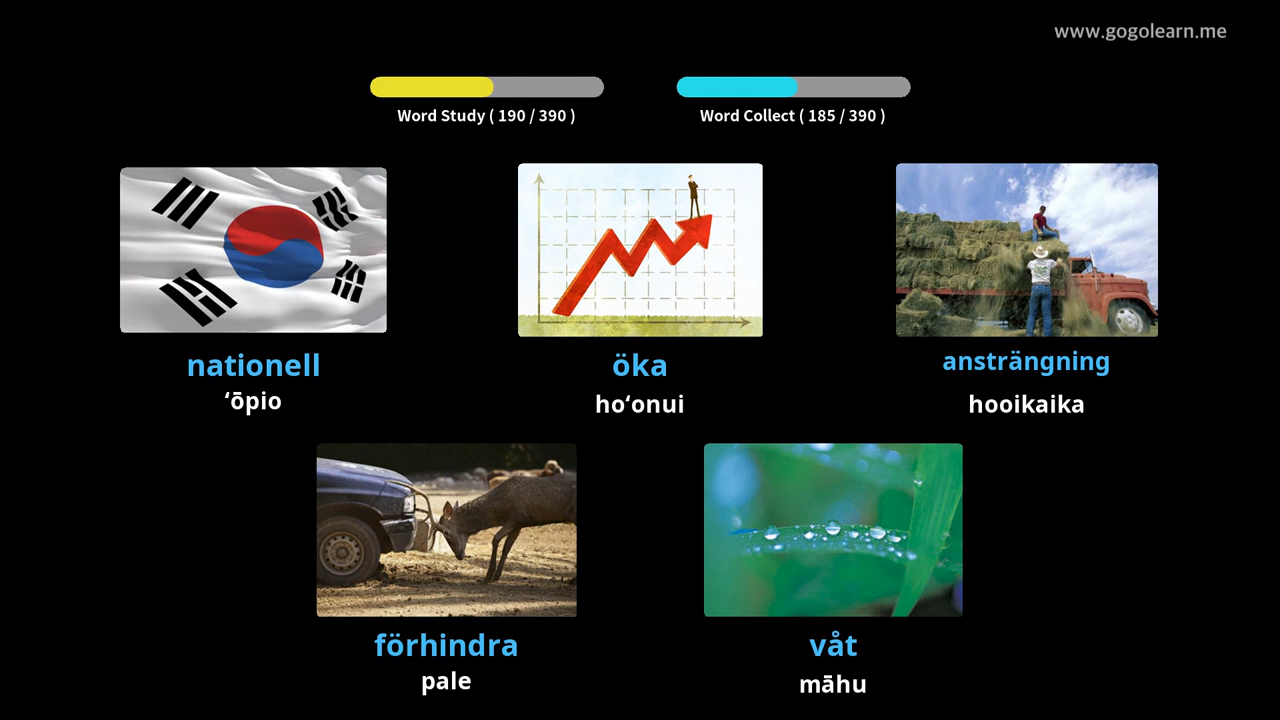 www.gogolearn.me
Word Study ( 190 / 390 )
Word Collect ( 185 / 390 )
nationell
ʻōpio
öka
hoʻonui
ansträngning
hooikaika
förhindra
pale
våt
māhu